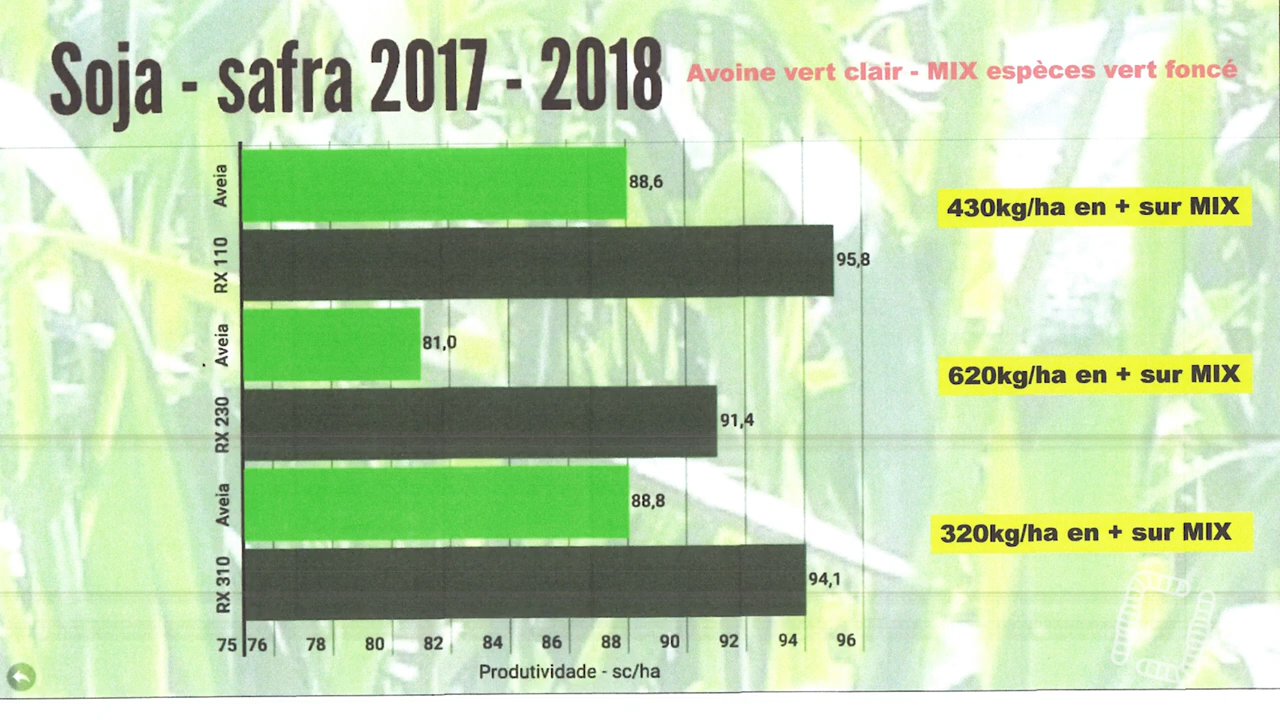 Soja - safra 2017 - 2018
Avoine vert clair - MIX espèces vert foncé
Aveia
88,6
430kg/ha en + sur MIX
RX 110
95,8
Aveia
81,0
620kg/ha en + sur MIX
RX 230
91,4
Aveia
88,8
320kg/ha en + sur MIX
RX 310
94,1
75 76 78 80 82 84 86 88 90 92 94 96
Produtividade - sc/ha